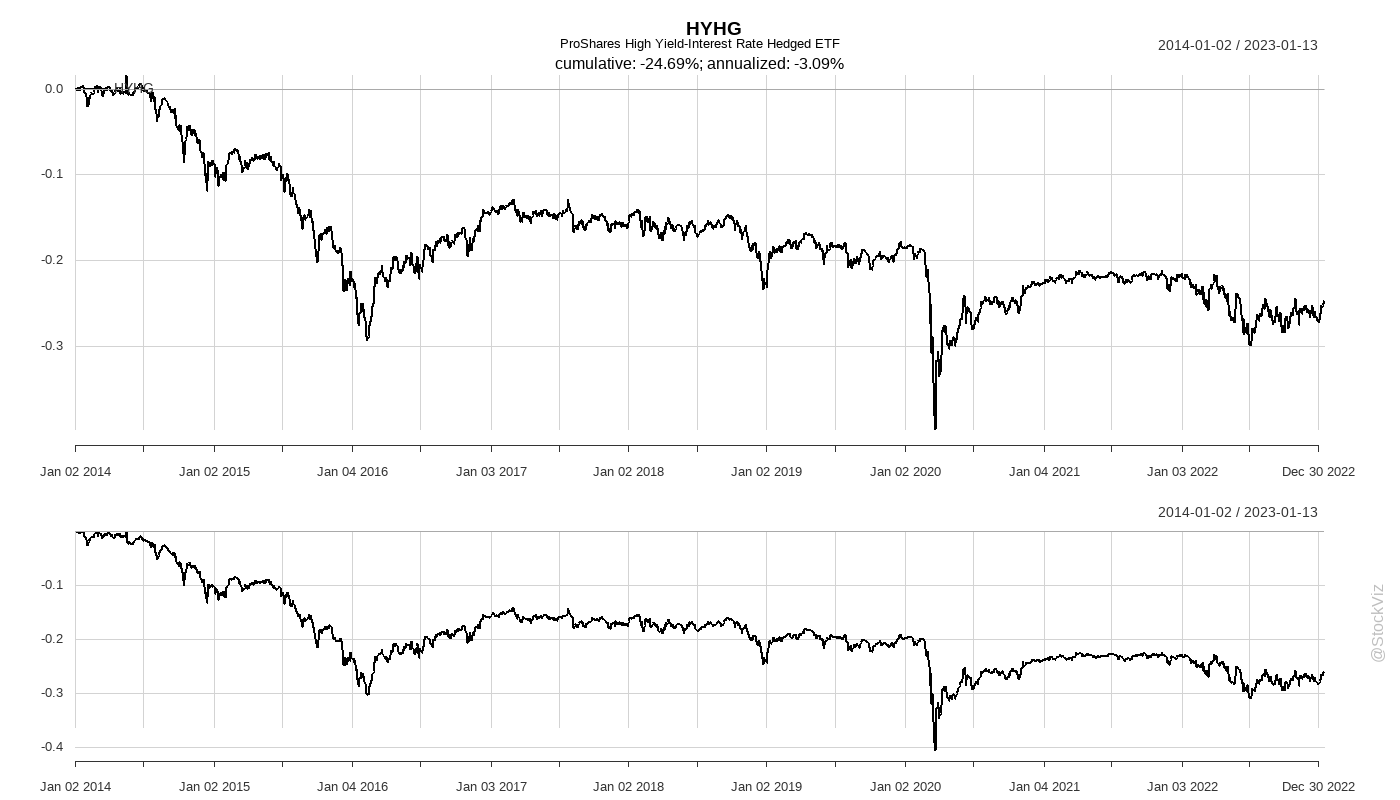 HYHG
ProShares High Yield-Interest Rate Hedged ETF
cumulative: -24.69%; annualized: -3.09%
2014-01-02 / 2023-01-13
HYHG
0.0
-0.1
-0.2
-0.3
Jan 02 2014 Jan 02 2015 Jan 04 2016 Jan 03 2017 Jan 02 2018 Jan 02 2019 Jan 02 2020 Jan 04 2021 Jan 03 2022 Dec 30 2022
2014-01-02 / 2023-01-13
-0.1
-0.2
-0.3
-0.4
Jan 02 2014 Jan 02 2015 Jan 04 2016 Jan 03 2017 Jan 02 2018 Jan 02 2019 Jan 02 2020 Jan 04 2021 Jan 03 2022 Dec 30 2022
@StockViz